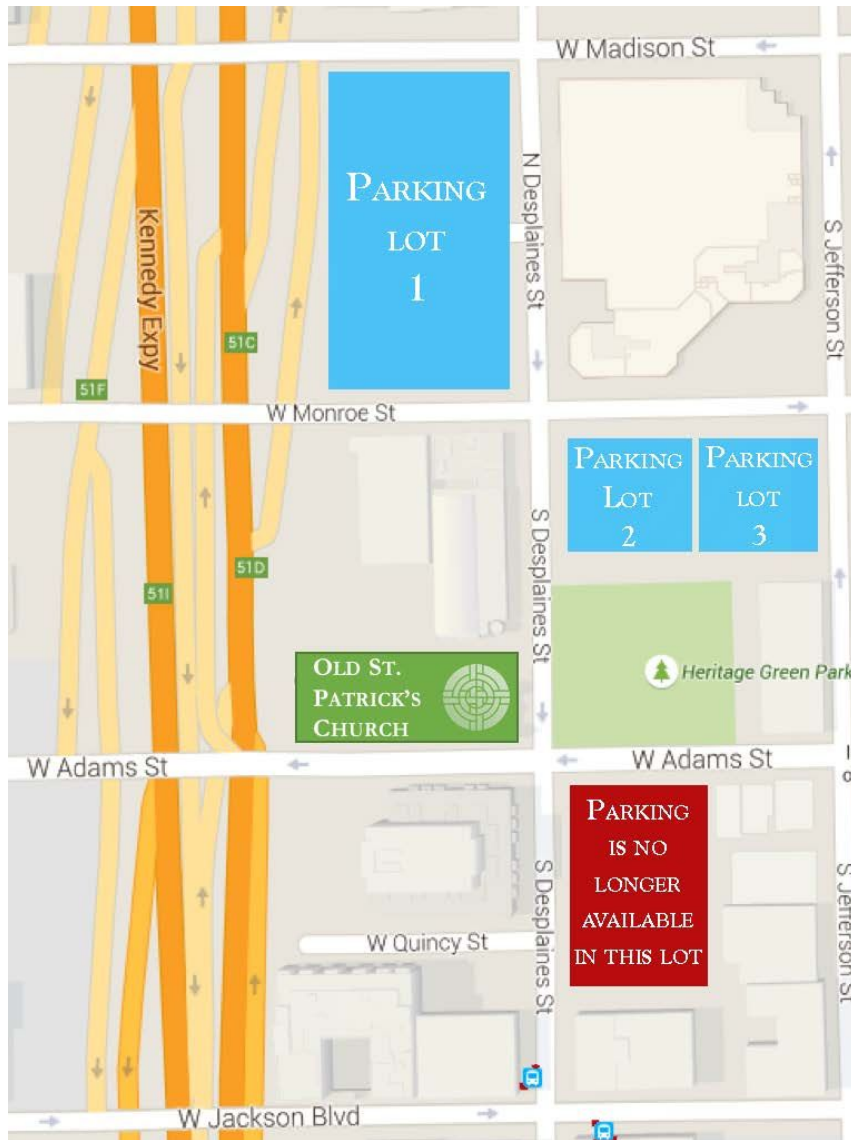 W Madison St
PARKING
LOT
1
N Desplaines St
S Jefferson St
Kennedy Expy
51C
51F
W Monroe St
PARKING
LOT
2
PARKING
LOT
3
S Desplaines St
51D
51I
OLD ST.
PATRICK'S
CHURCH
Heritage Green Park
W Adams St
W Adams St
PARKING
IS NO
LONGER
AVAILABLE
IN THIS LOT
S Desplaines St
S Jefferson St
W Quincy St
W Jackson Blvd